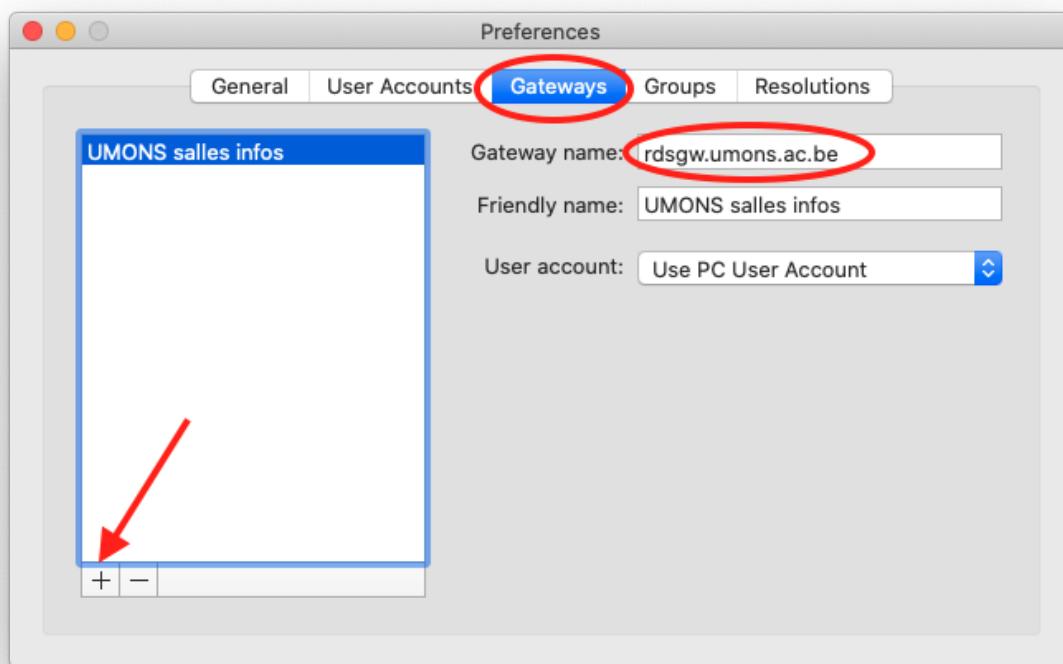 Preferences
General User Accounts Gateways Groups Resolutions
UMONS salles infos
Gateway name: rdsgw.umons.ac.be
Friendly name: UMONS salles infos
User account: Use PC User Account
+ −